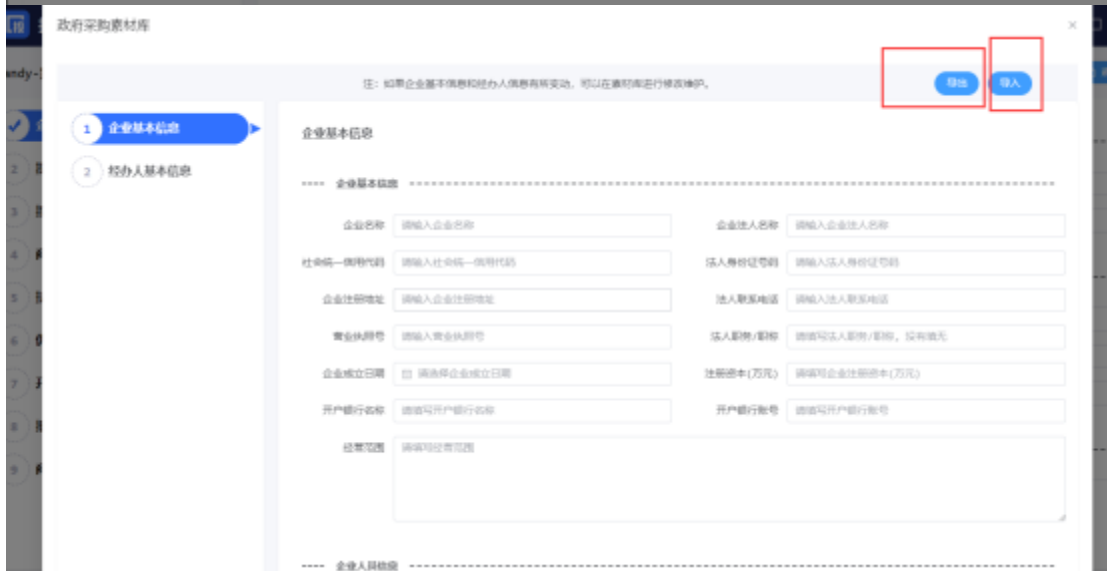 政府采购素材库
注：如果企业基本信息和经办人信息有所变动，可以在素材库进行修改维护。
导出 导入
1 企业基本信息
2 经办人基本信息
企业基本信息
企业基本信息
企业名称 请输入企业名称 企业法人名称 请输入企业法人名称
社会统一信用代码 请输入社会统一信用代码 法人身份证号码 请输入法人身份证号码
企业注册地址 请输入企业注册地址 法人联系电话 请输入法人联系电话
营业执照号 请输入营业执照号 法人职务/职称 请填写法人职务/职称，没有填无
企业成立日期 请选择企业成立日期 注册资本(万元) 请填写企业注册资本(万元)
开户银行名称 请填写开户银行名称 开户银行账号 请填写开户银行账号
经营范围 请填写经营范围
企业人员信息